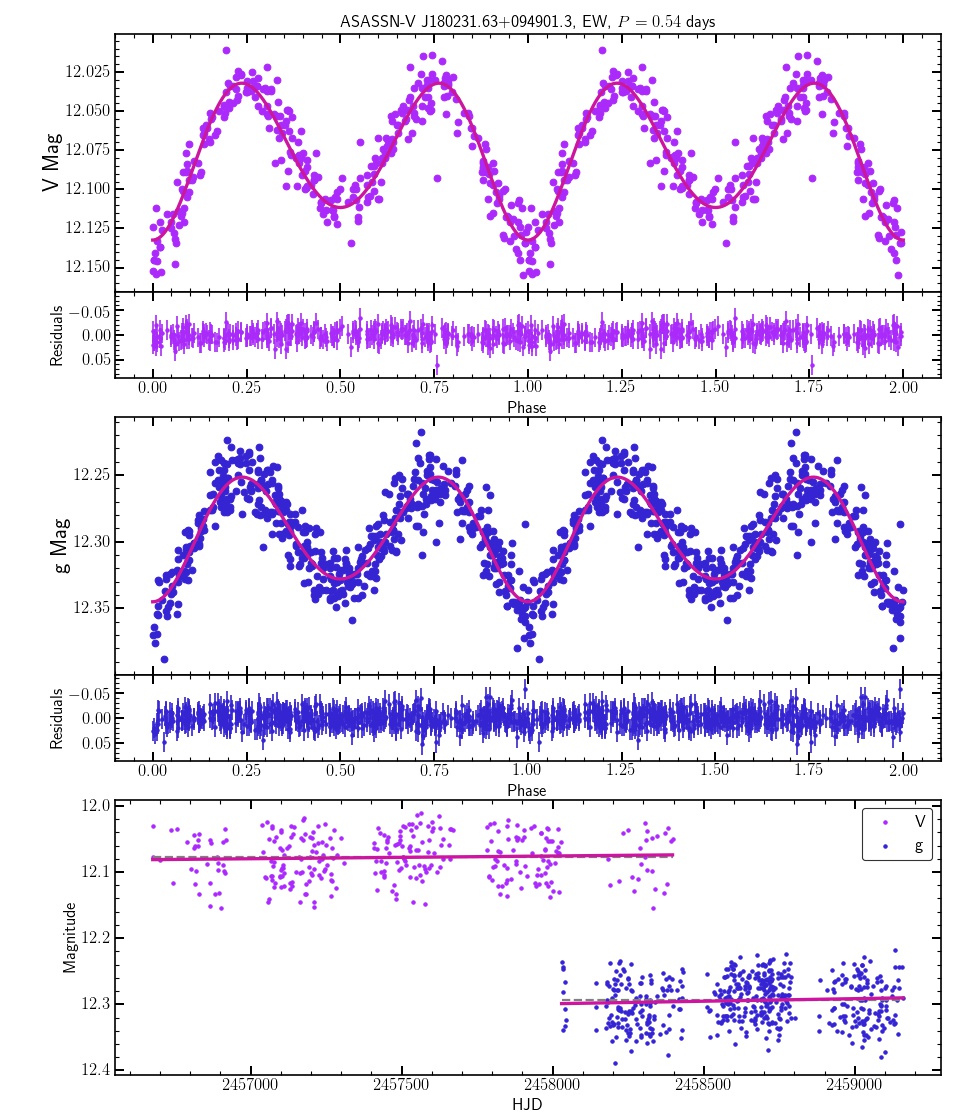 ASASSN-V J180231.63+094901.3, EW, P = 0.54 days
12.025
12.050
12.075
12.100
12.125
12.150
V Mag
−0.05
0.00
0.05
Residuals
0.00 0.25 0.50 0.75 1.00 1.25 1.50 1.75 2.00
Phase
12.25
12.30
12.35
g Mag
−0.05
0.00
0.05
Residuals
0.00 0.25 0.50 0.75 1.00 1.25 1.50 1.75 2.00
Phase
12.0
12.1
12.2
12.3
12.4
Magnitude
V
g
2457000 2457500 2458000 2458500 2459000
HJD